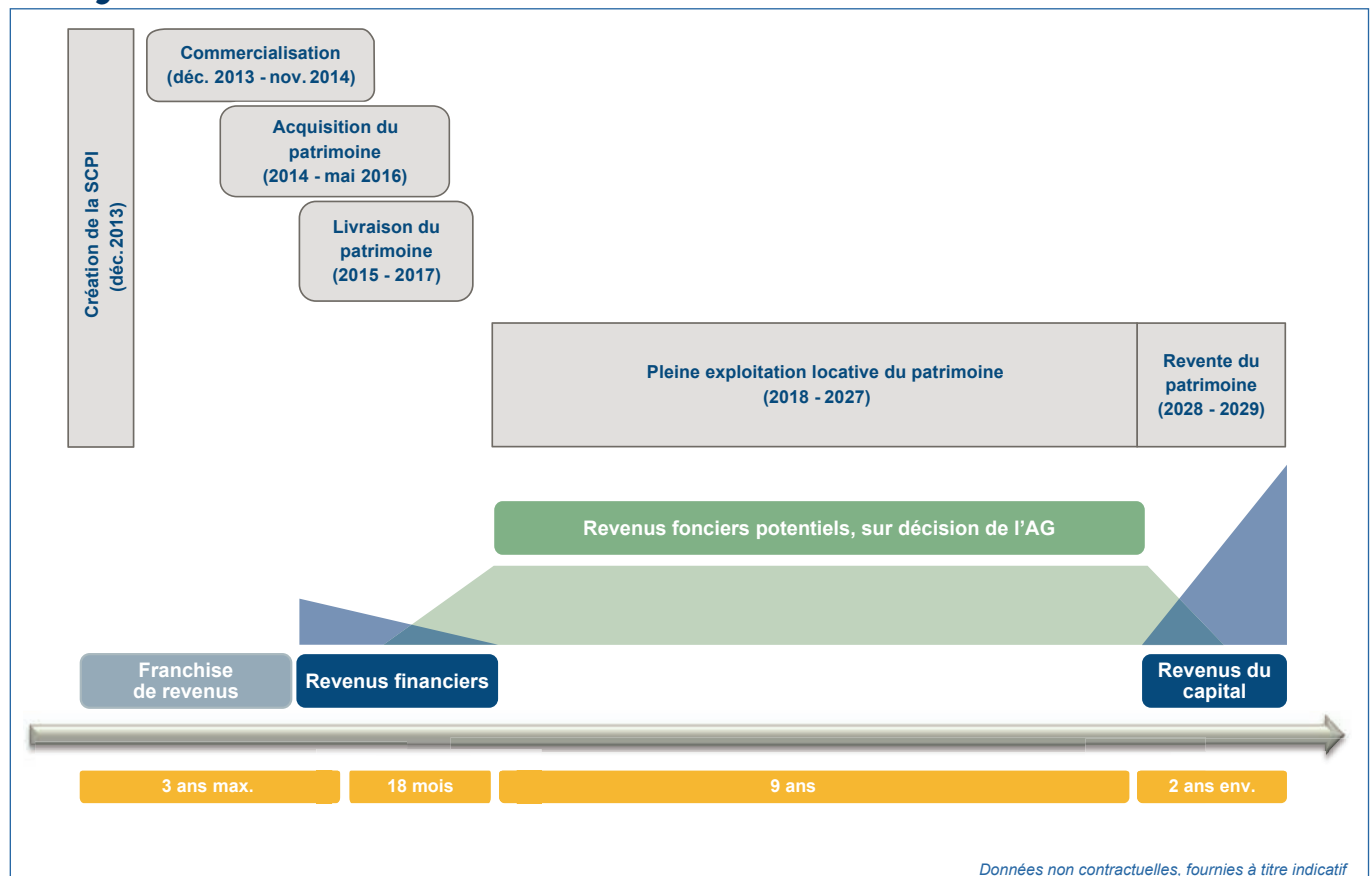 Création de la SCPI
(déc. 2013)
Commercialisation
(déc. 2013 - nov. 2014)
Acquisition du
patrimoine
(2014 - mai 2016)
Livraison du
patrimoine
(2015 - 2017)
Pleine exploitation locative du patrimoine
(2018 - 2027)
Revente du
patrimoine
(2028 - 2029)
Revenus fonciers potentiels, sur décision de l'AG
Franchise
de revenus
Revenus financiers
Revenus du
capital
3 ans max.
18 mois
9 ans
2 ans env.
Données non contractuelles, fournies à titre indicatif